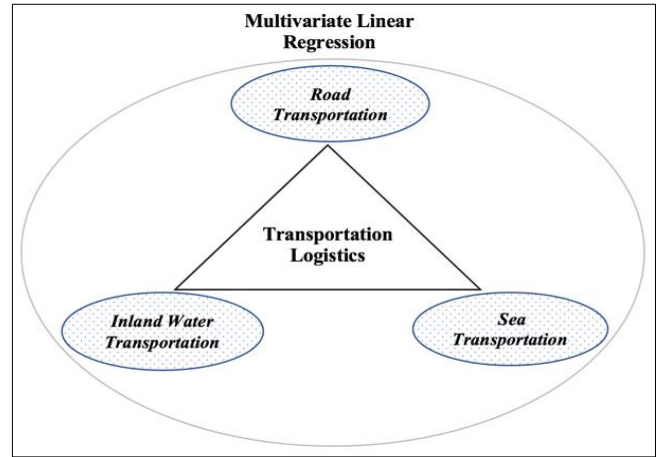 Multivariate Linear
Regression
Road
Transportation
Transportation
Logistics
Inland Water
Transportation
Sea
Transportation